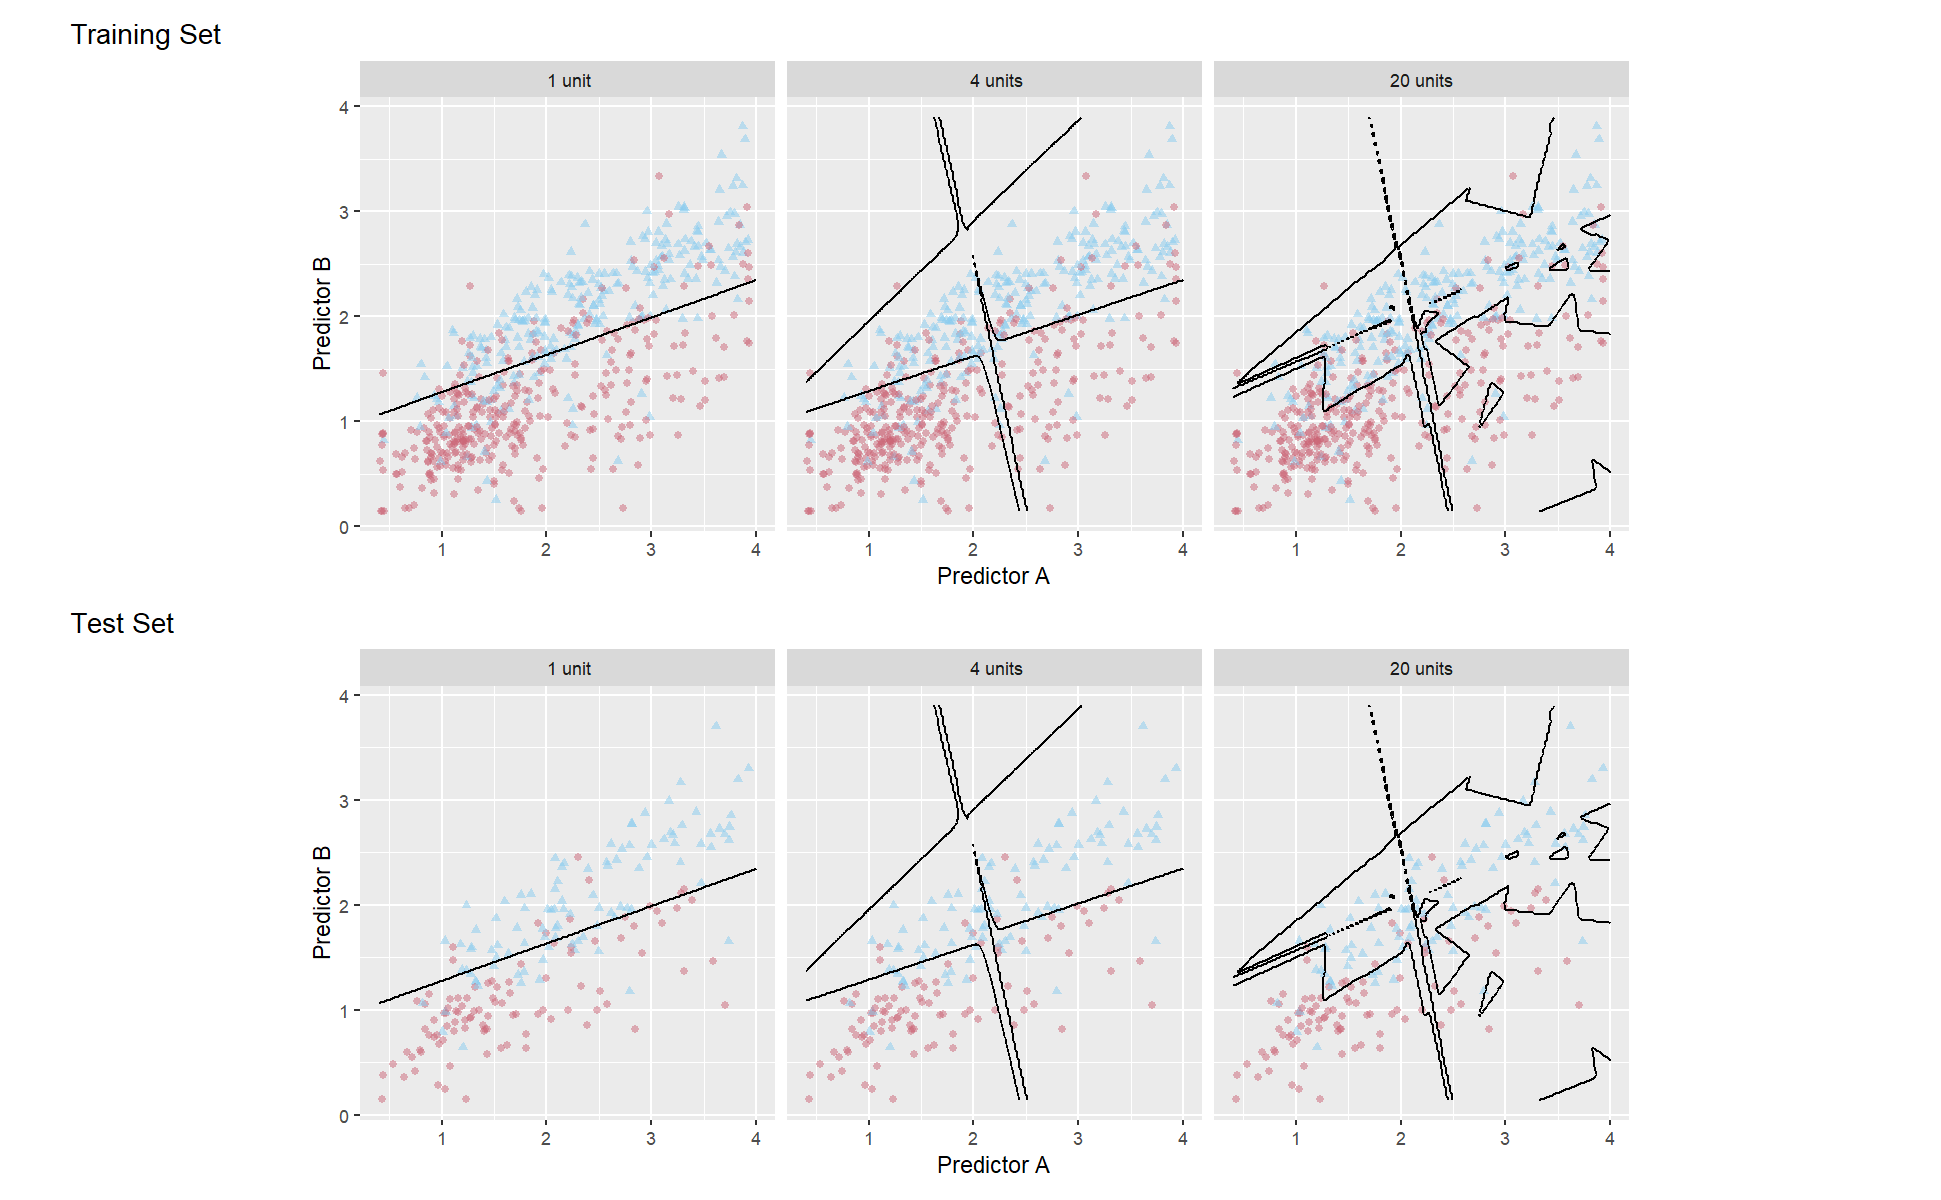 Training Set
1 unit
4 units
20 units
4
3
2
1
0
Predictor B
1 2 3 4
1 2 3 4
1 2 3 4
Predictor A
Test Set
1 unit
4 units
20 units
4
3
2
1
0
Predictor B
1 2 3 4
1 2 3 4
1 2 3 4
Predictor A